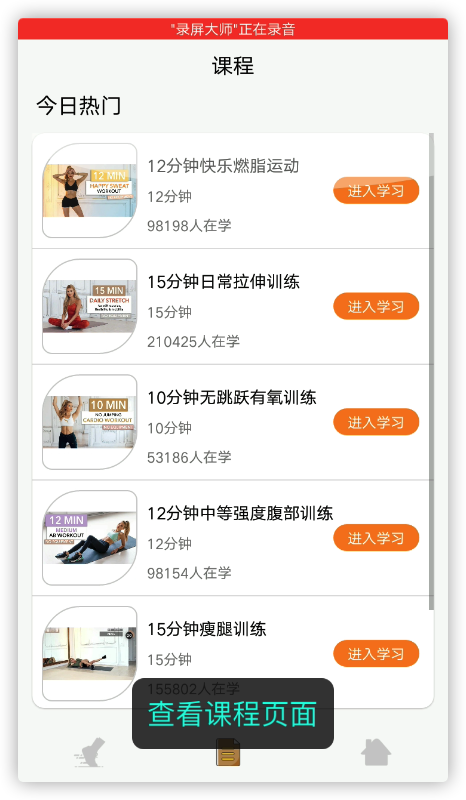 "录屏大师"正在录音
课程
今日热门
12 MIN
HAPPY SWEAT
WORKOUT
12分钟快乐燃脂运动
12分钟
98198人在学
进入学习
15 MIN
DAILY STRETCH
15分钟日常拉伸训练
15分钟
210425人在学
进入学习
10 MIN
NO JUMPING
CARDIO WORKOUT
NO EQUIPMENT
10分钟无跳跃有氧训练
10分钟
53186人在学
进入学习
12 MIN
MEDIUM
AB WORKOUT
12分钟中等强度腹部训练
12分钟
98154人在学
进入学习
15分钟瘦腿训练
15分钟
155802人在学
进入学习
查看课程页面